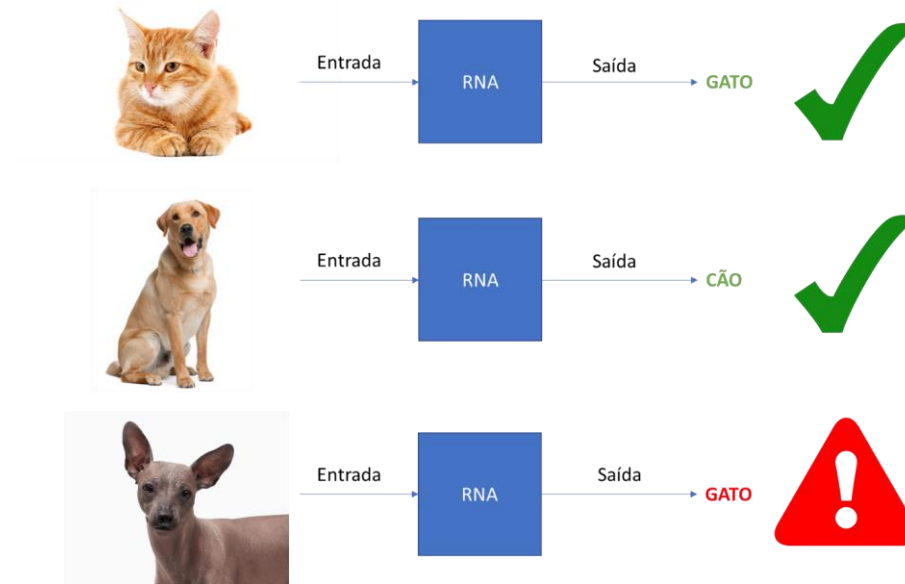 Entrada
RNA
Saída
GATO
Entrada
RNA
Saída
CÃO
Entrada
RNA
Saída
GATO